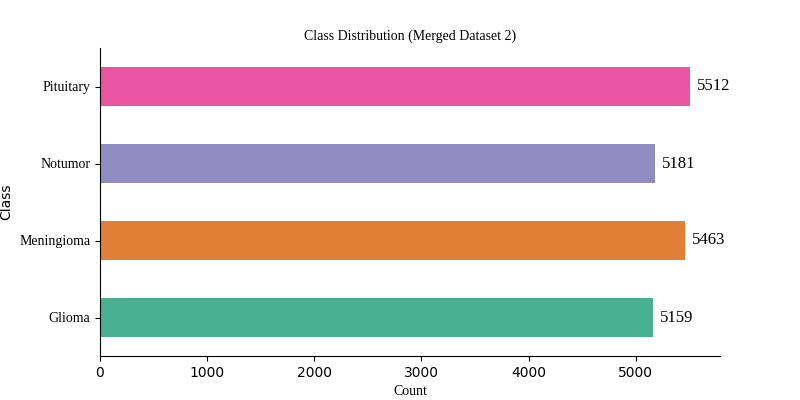 Class Distribution (Merged Dataset 2)
Pituitary
5512
Notumor
5181
Class
Meningioma
5463
Glioma
5159
0 1000 2000 3000 4000 5000
Count